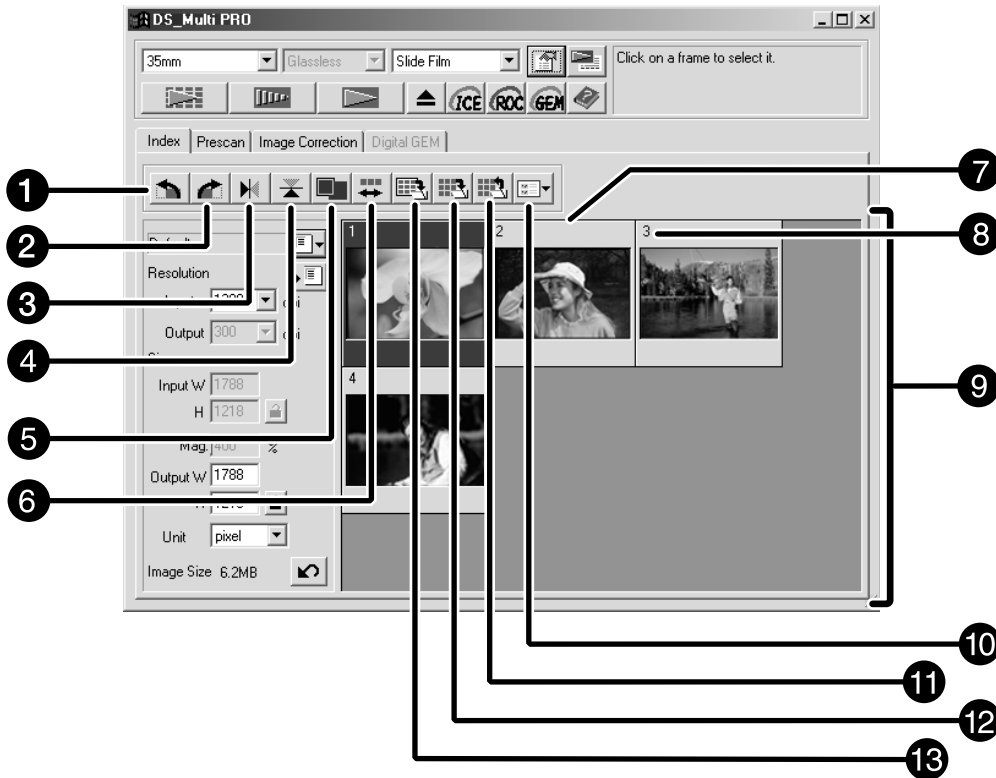 DS_Multi PRO
35mm
Glassless
Slide Film
Click on a frame to select it.
ICE
ROC
GEM
Index
Prescan
Image Correction
Digital GEM
1
2
3
4
5
6
7
8
9
10
11
12
13
1
2
3
4
Resolution
Output 300
Input W 1788
H 1218
Mag. 400 %
Output W 1788
Unit pixel
Image Size 6.2MB